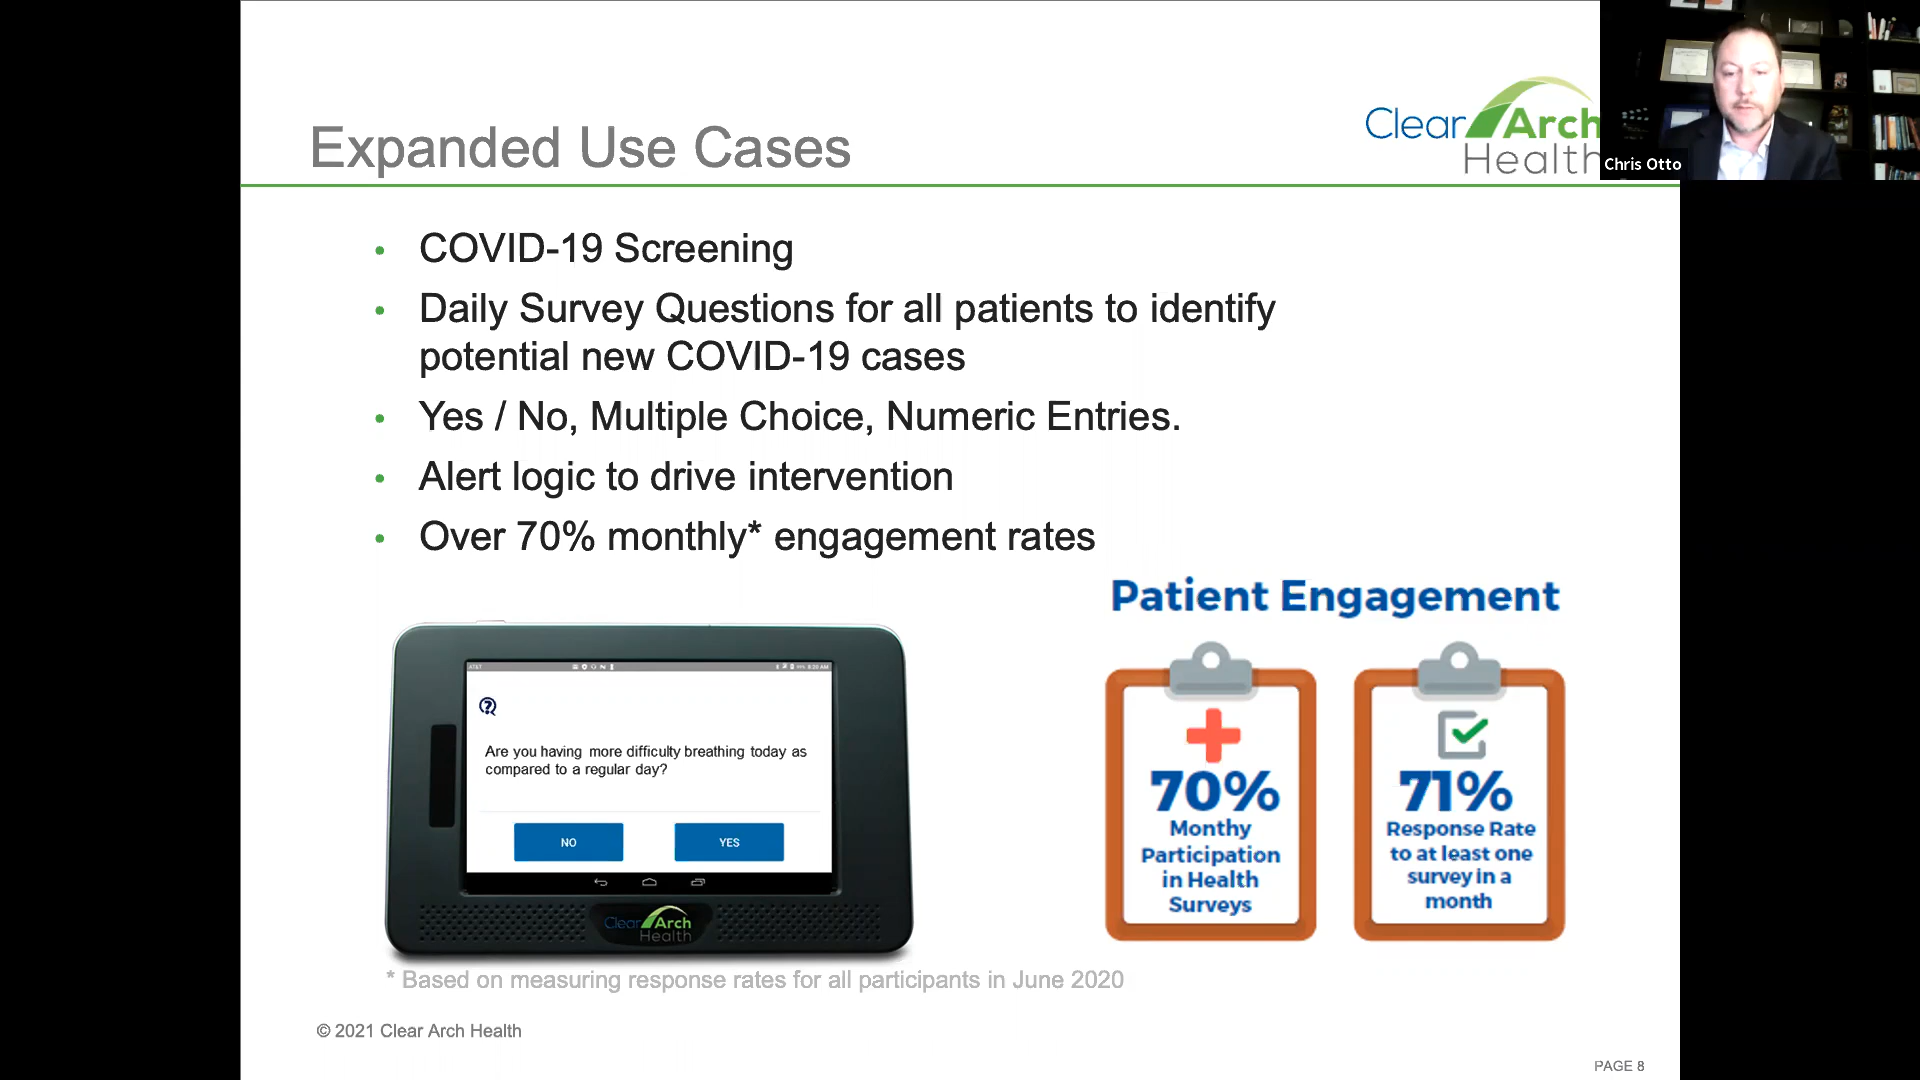 Expanded Use Cases
Clear Arch
Health
Chris Otto
• COVID-19 Screening
• Daily Survey Questions for all patients to identify
potential new COVID-19 cases
• Yes / No, Multiple Choice, Numeric Entries.
• Alert logic to drive intervention
• Over 70% monthly* engagement rates
AT&T
8:20 AM
Are you having more difficulty breathing today as
compared to a regular day?
NO YES
Clear Arch
Health
Patient Engagement
70%
Monthy
Participation
in Health
Surveys
71%
Response Rate
to at least one
survey in a
month
* Based on measuring response rates for all participants in June 2020
© 2021 Clear Arch Health
PAGE 8